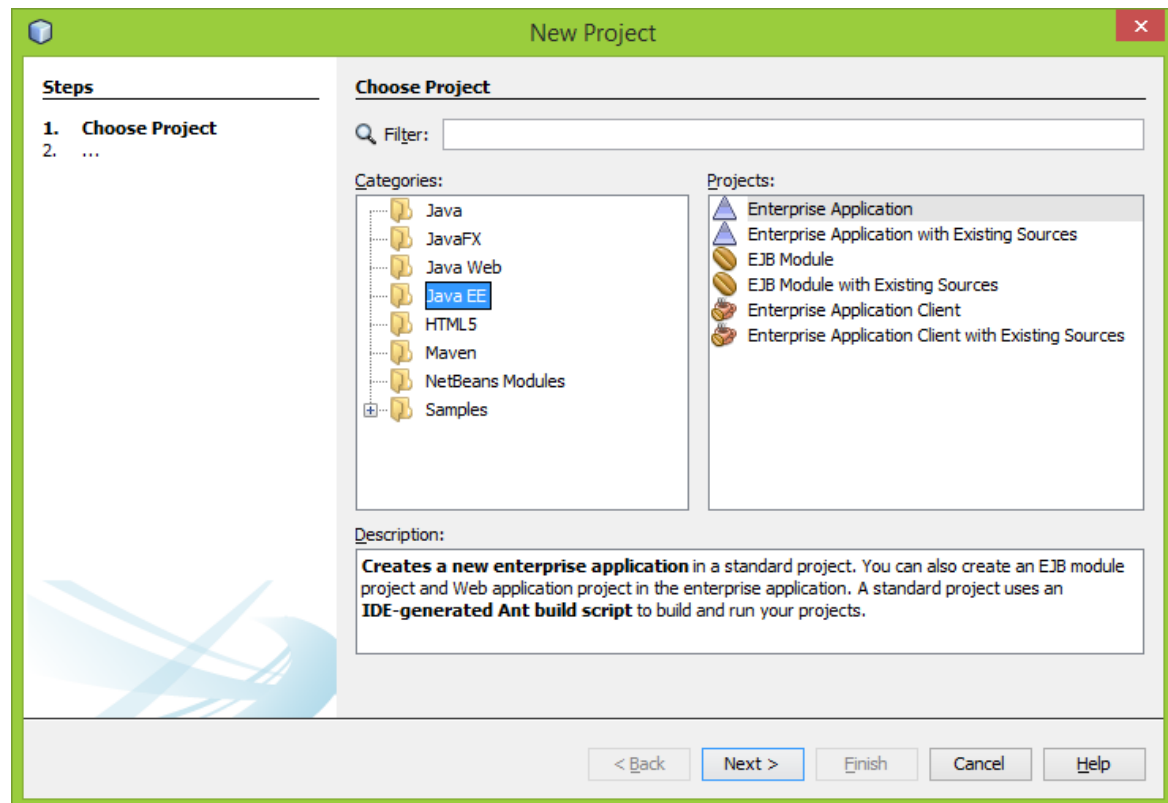 New Project
Steps
1. Choose Project
2. ...
Choose Project
Filter:
Categories:
Java
JavaFX
Java Web
Java EE
HTML5
Maven
NetBeans Modules
Samples
Projects:
Enterprise Application
Enterprise Application with Existing Sources
EJB Module
EJB Module with Existing Sources
Enterprise Application Client
Enterprise Application Client with Existing Sources
Description:
Creates a new enterprise application in a standard project. You can also create an EJB module
project and Web application project in the enterprise application. A standard project uses an
IDE-generated Ant build script to build and run your projects.
< Back
Next >
Finish
Cancel
Help